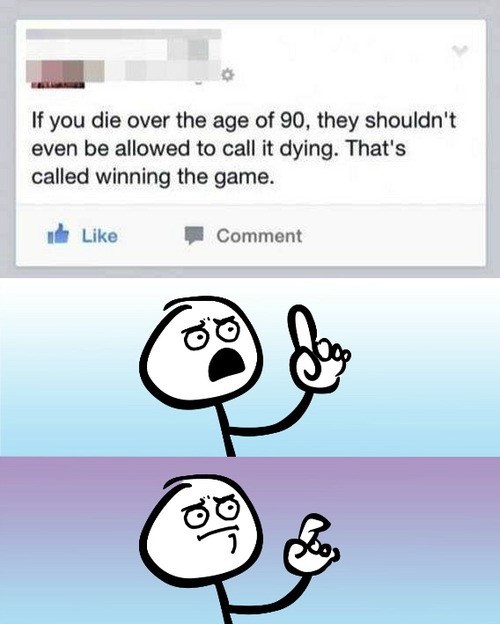 If you die over the age of 90, they shouldn't
even be allowed to call it dying. That's
called winning the game.
Like
Comment